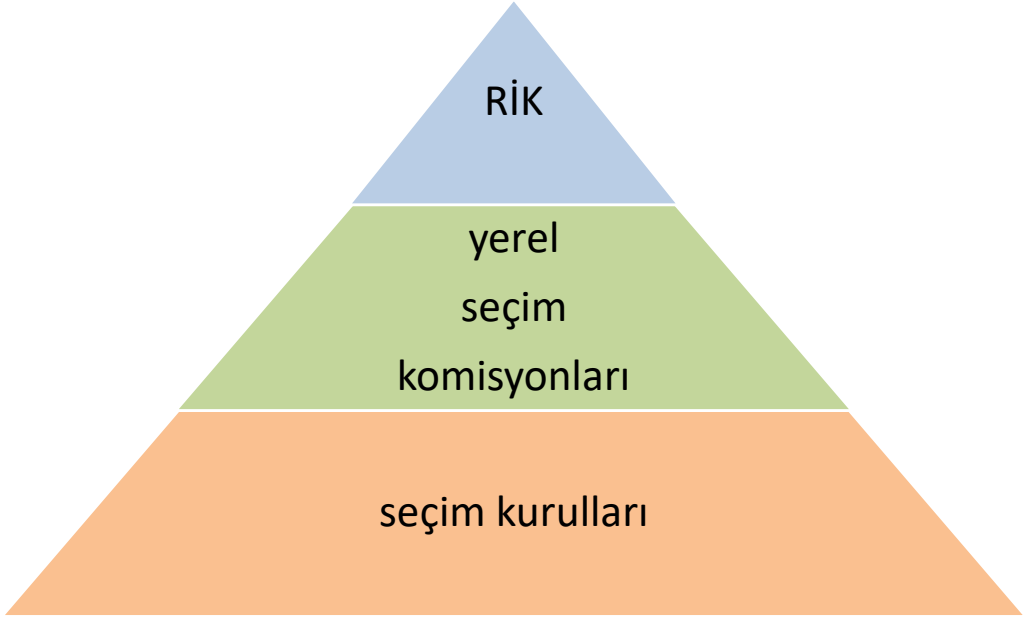 RİK
yerel
seçim
komisyonları
seçim kurulları